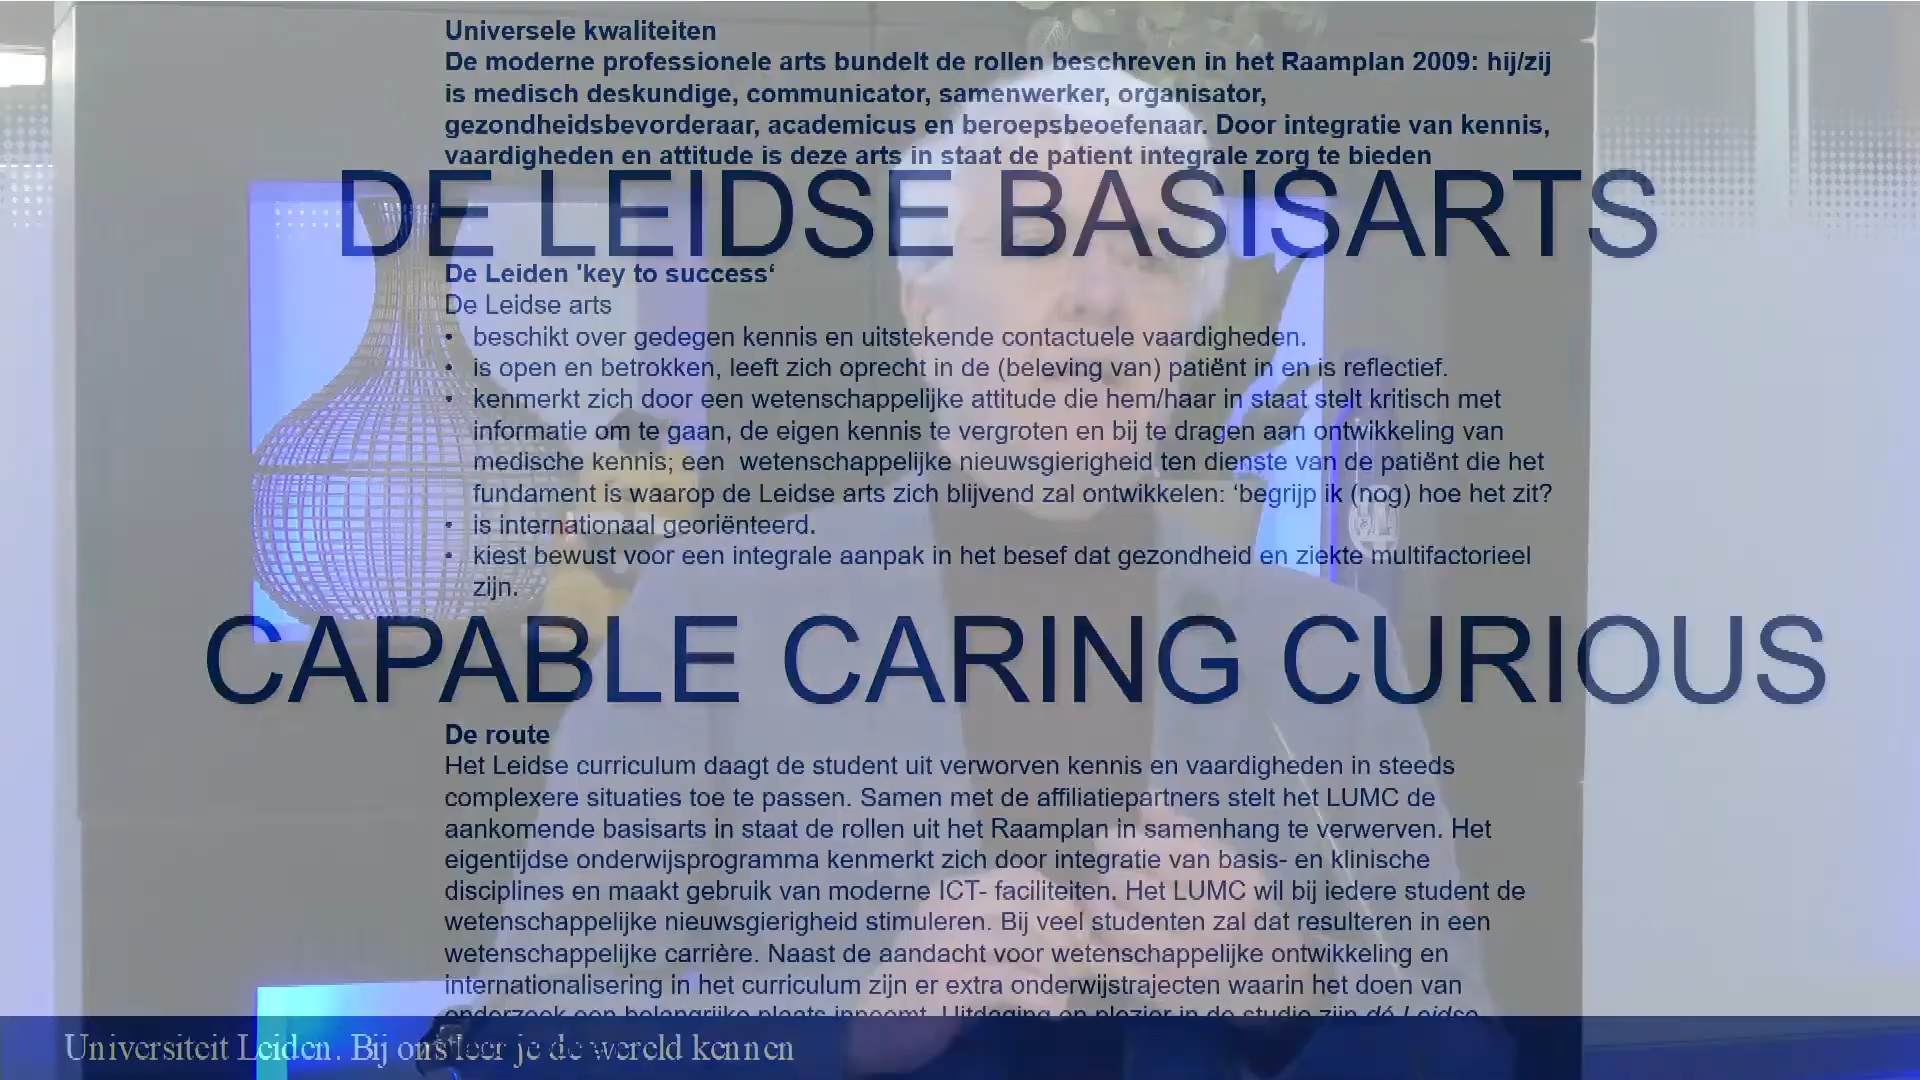 Universele kwaliteiten
De moderne professionele arts bundelt de rollen beschreven in het Raamplan 2009: hij/zij
is medisch deskundige, communicator, samenwerker, organisator,
gezondheidsbevorderaar, academicus en beroepsbeoefenaar. Door integratie van kennis,
vaardigheden en attitude is deze arts in staat de patient integrale zorg te bieden
DE LEIDSE BASISARTS
De Leiden 'key to success‘
De Leidse arts
• beschikt over gedegen kennis en uitstekende contactuele vaardigheden.
• is open en betrokken, leeft zich oprecht in de (beleving van) patiënt in en is reflectief.
• kenmerkt zich door een wetenschappelijke attitude die hem/haar in staat stelt kritisch met
informatie om te gaan, de eigen kennis te vergroten en bij te dragen aan ontwikkeling van
medische kennis; een wetenschappelijke nieuwsgierigheid ten dienste van de patiënt die het
fundament is waarop de Leidse arts zich blijvend zal ontwikkelen: ‘begrijp ik (nog) hoe het zit?
• is internationaal georiënteerd.
• kiest bewust voor een integrale aanpak in het besef dat gezondheid en ziekte multifactorieel
zijn.
CAPABLE CARING CURIOUS
De route
Het Leidse curriculum daagt de student uit verworven kennis en vaardigheden in steeds
complexere situaties toe te passen. Samen met de affiliatiepartners stelt het LUMC de
aankomende basisarts in staat de rollen uit het Raamplan in samenhang te verwerven. Het
eigentijdse onderwijsprogramma kenmerkt zich door integratie van basis- en klinische
disciplines en maakt gebruik van moderne ICT- faciliteiten. Het LUMC wil bij iedere student de
wetenschappelijke nieuwsgierigheid stimuleren. Bij veel studenten zal dat resulteren in een
wetenschappelijke carrière. Naast de aandacht voor wetenschappelijke ontwikkeling en
internationalisering in het curriculum zijn er extra onderwijstrajecten waarin het doen van
onderzoek een belangrijke plaats inneemt. Uitdaging en plezier in de studie zijn dé Leidse
Universiteit Leiden. Bij ons leer je de wereld kennen